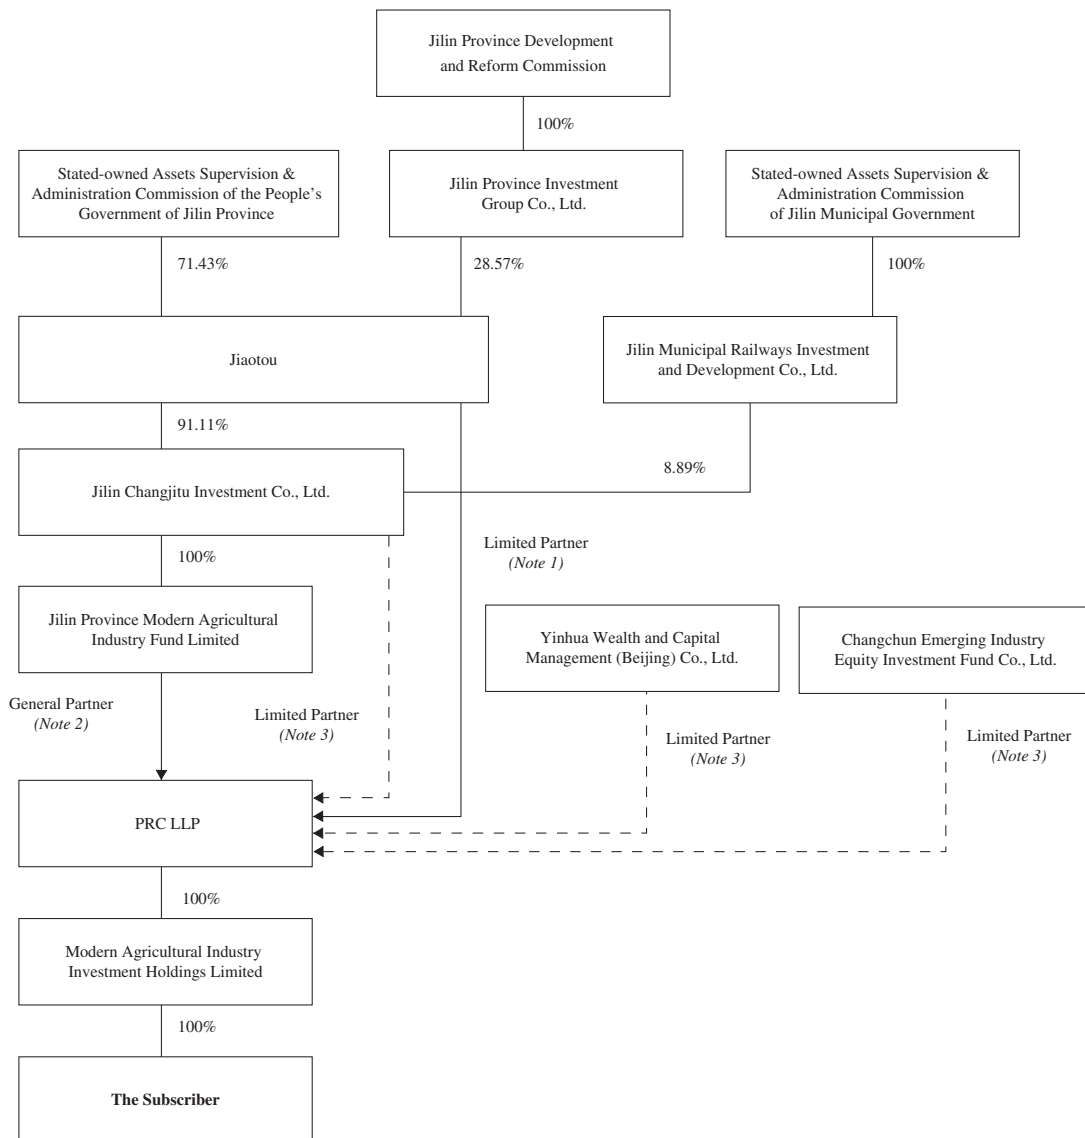 Jilin Province Development
and Reform Commission
100%
Stated-owned Assets Supervision &
Administration Commission of the People’s
Government of Jilin Province
Jilin Province Investment
Group Co., Ltd.
Stated-owned Assets Supervision &
Administration Commission
of Jilin Municipal Government
71.43%
28.57%
100%
Jiaotou
Jilin Municipal Railways Investment
and Development Co., Ltd.
91.11%
8.89%
Jilin Changjitu Investment Co., Ltd.
100%
Limited Partner
(Note 1)
Jilin Province Modern Agricultural
Industry Fund Limited
Yinhua Wealth and Capital
Management (Beijing) Co., Ltd.
Changchun Emerging Industry
Equity Investment Fund Co., Ltd.
General Partner
(Note 2)
Limited Partner
(Note 3)
Limited Partner
(Note 3)
Limited Partner
(Note 3)
PRC LLP
100%
Modern Agricultural Industry
Investment Holdings Limited
100%
The Subscriber